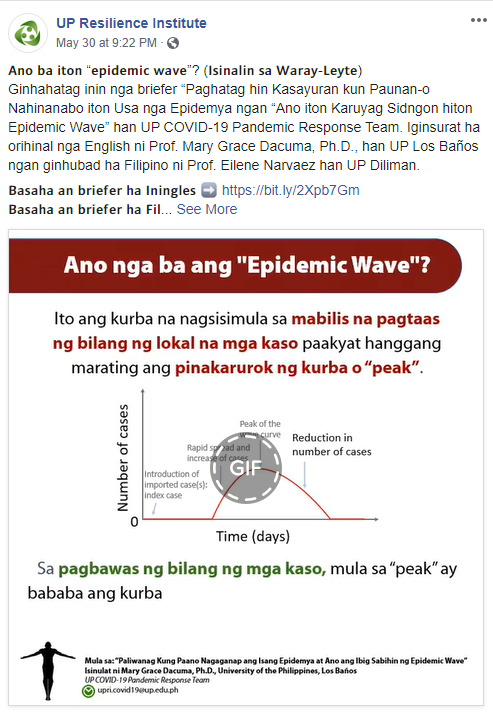 UP Resilience Institute
May 30 at 9:22 PM ·
Ano ba iton “epidemic wave”? (Isinalin sa Waray-Leyte)
Ginhahatag inin nga briefer “Paghatag hin Kasayuran kun Paunan-o
Nahinanabo iton Usa nga Epidemya ngan “Ano iton Karuyag Sidngon hiton
Epidemic Wave” han UP COVID-19 Pandemic Response Team. Iginsurat ha
orihinal nga English ni Prof. Mary Grace Dacuma, Ph.D., han UP Los Baños
ngan ginhubad ha Filipino ni Prof. Eilene Narvaez han UP Diliman.
Basaha an briefer ha Iningles ➡️ https://bit.ly/2Xpb7Gm
Basaha an briefer ha Fil... See More
Ano nga ba ang "Epidemic Wave"?
Ito ang kurba na nagsisimula sa mabilis na pagtaas
ng bilang ng lokal na mga kaso paakyat hanggang
marating ang pinakarurok ng kurba o “peak”.
Number of cases
0
Introduction of
imported case(s):
index case
Rapid spread and
increase of cases
Peak of the
curve
GIF
Reduction in
number of cases
Time (days)
Sa pagbawas ng bilang ng mga kaso, mula sa “peak” ay
bababa ang kurba
Mula sa: “Paliwanag Kung Paano Nagaganap ang Isang Epidemya at Ano ang Ibig Sabihin ng Epidemic Wave”
Isinulat ni Mary Grace Dacuma, Ph.D., University of the Philippines, Los Baños
UP COVID-19 Pandemic Response Team
upri.covid19@up.edu.ph